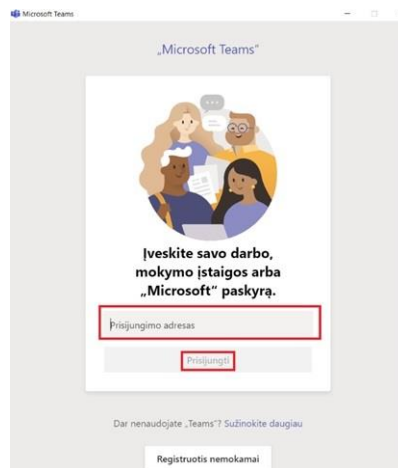 Microsoft Teams
„Microsoft Teams“
Įveskite savo darbo,
mokymo įstaigos arba
„Microsoft“ paskyrą.
Prisijungimo adresas
Prisijungti
Dar nenaudojate „Teams“? Sužinokite daugiau
Registruotis nemokamai